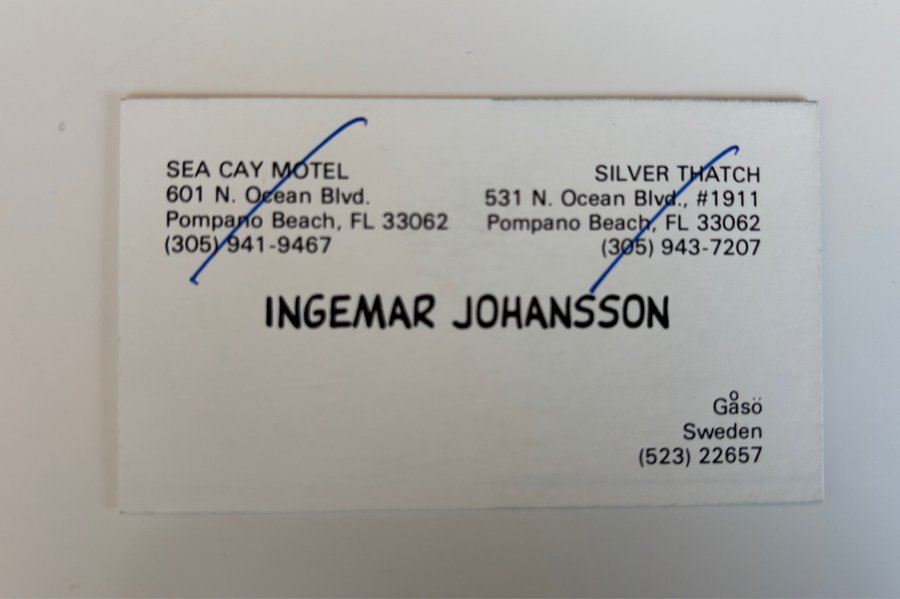 SEA CAY MOTEL
601 N. Ocean Blvd.
Pompano Beach, FL 33062
(305) 941-9467
SILVER THATCH
531 N. Ocean Blvd., #1911
Pompano Beach, FL 33062
(305) 943-7207
INGEMAR JOHANSSON
Gåsö
Sweden
(523) 22657